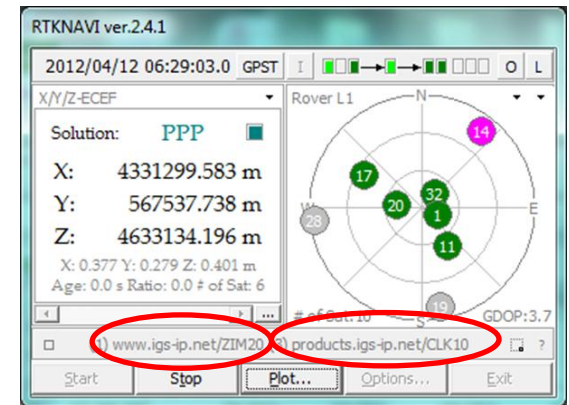 RTKNAVI ver.2.4.1
2012/04/12 06:29:03.0 GPST I O L
X/Y/Z-ECEF
Solution: PPP
X: 4331299.583 m
Y: 567537.738 m
Z: 4633134.196 m
X: 0.377 Y: 0.279 Z: 0.401 m
Age: 0.0 s Ratio: 0.0 # of Sat: 6
...
Rover L1 N
14
17
32
20
1
W E
28
11
19
# of Sat: 10 S GDOP:3.7
(1) www.igs-ip.net/ZIM20 (3) products.igs-ip.net/CLK10 ?
Start Stop Plot... Options... Exit